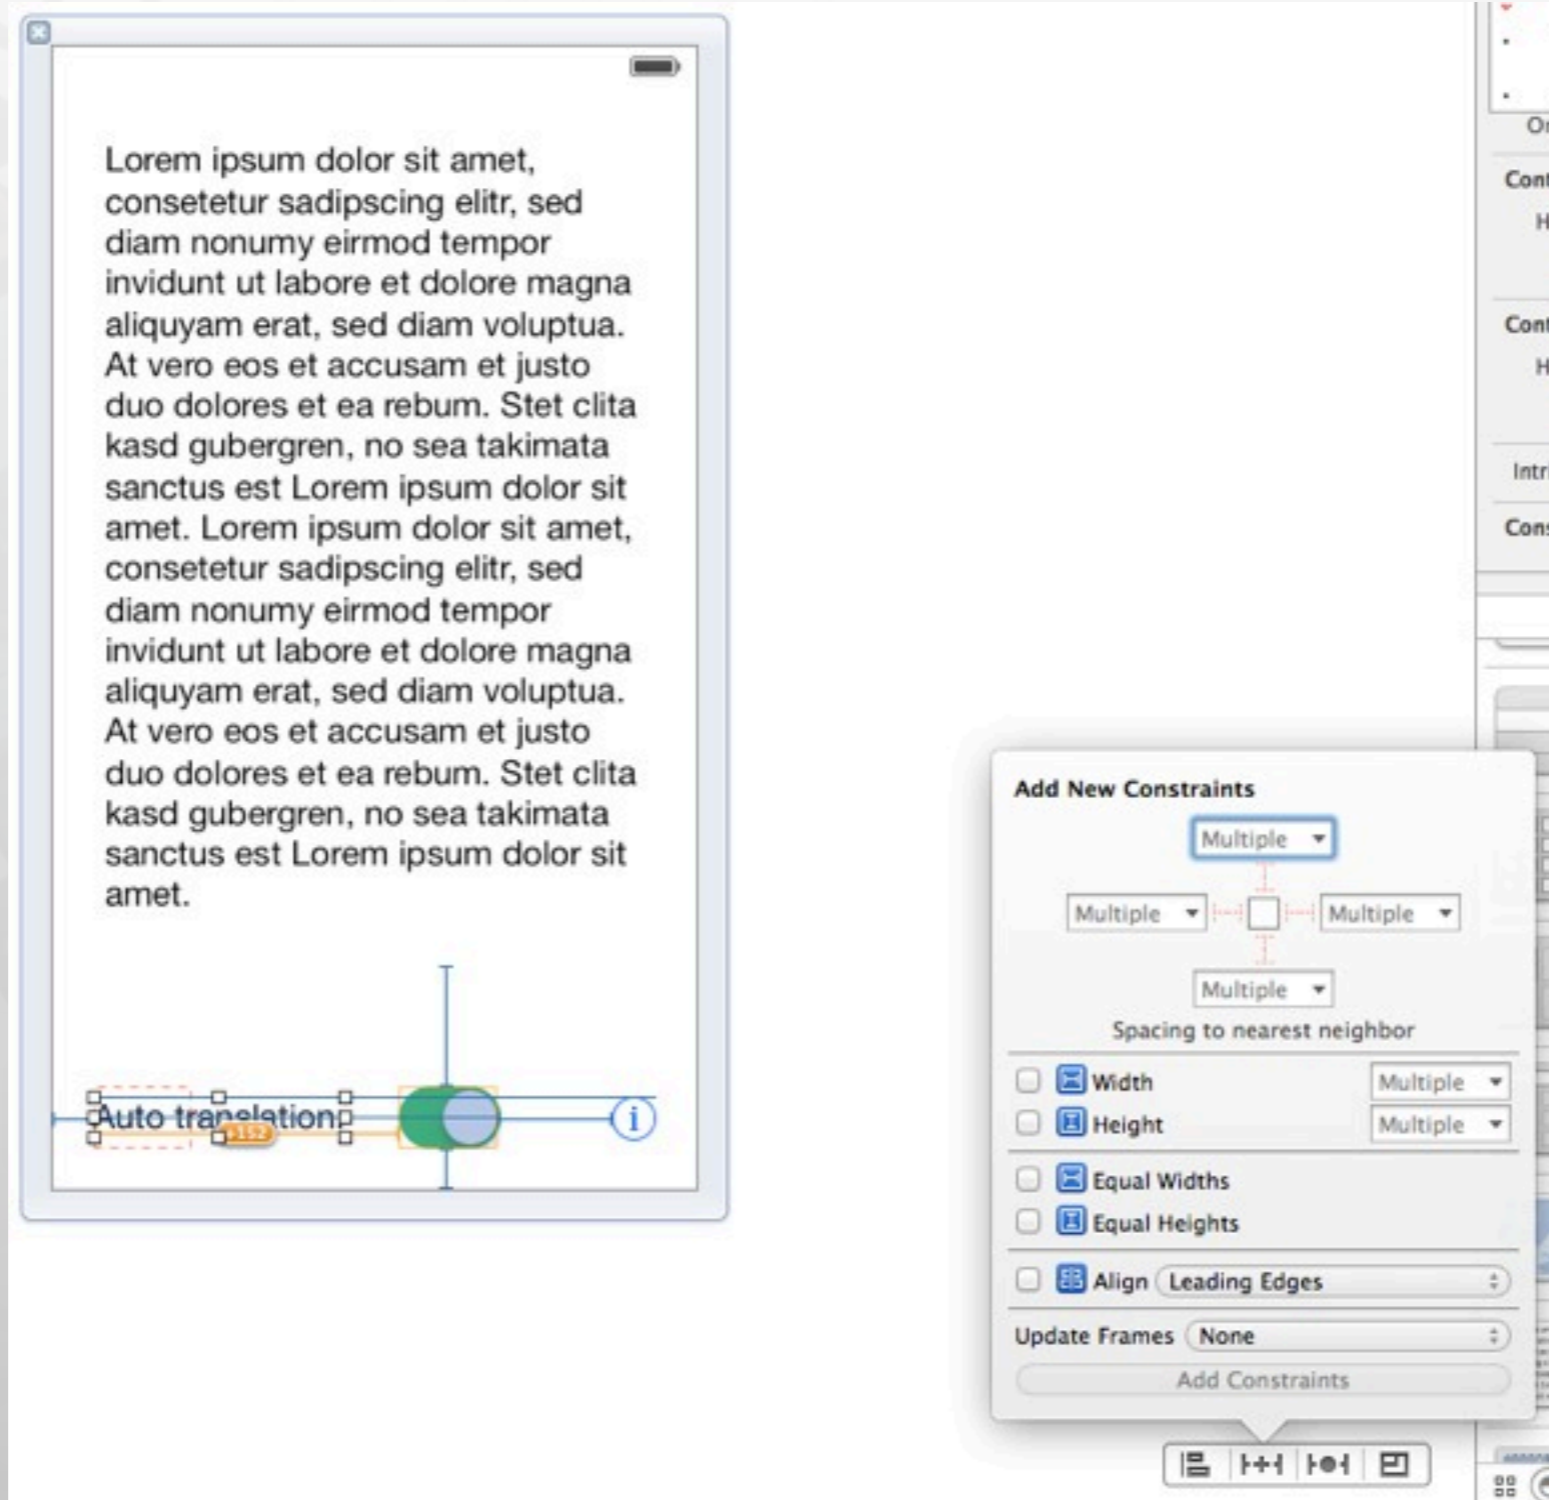 Lorem ipsum dolor sit amet,
consetetur sadipscing elitr, sed
diam nonumy eirmod tempor
invidunt ut labore et dolore magna
aliquyam erat, sed diam voluptua.
At vero eos et accusam et justo
duo dolores et ea rebum. Stet clita
kasd gubergren, no sea takimata
sanctus est Lorem ipsum dolor sit
amet. Lorem ipsum dolor sit amet,
consetetur sadipscing elitr, sed
diam nonumy eirmod tempor
invidunt ut labore et dolore magna
aliquyam erat, sed diam voluptua.
At vero eos et accusam et justo
duo dolores et ea rebum. Stet clita
kasd gubergren, no sea takimata
sanctus est Lorem ipsum dolor sit
amet.
Auto translation:
+152
i
Add New Constraints
Multiple
Multiple
Multiple
Multiple
Spacing to nearest neighbor
Width Multiple
Height Multiple
Equal Widths
Equal Heights
Align Leading Edges
Update Frames None
Add Constraints
Cont
H
Cont
H
Intr